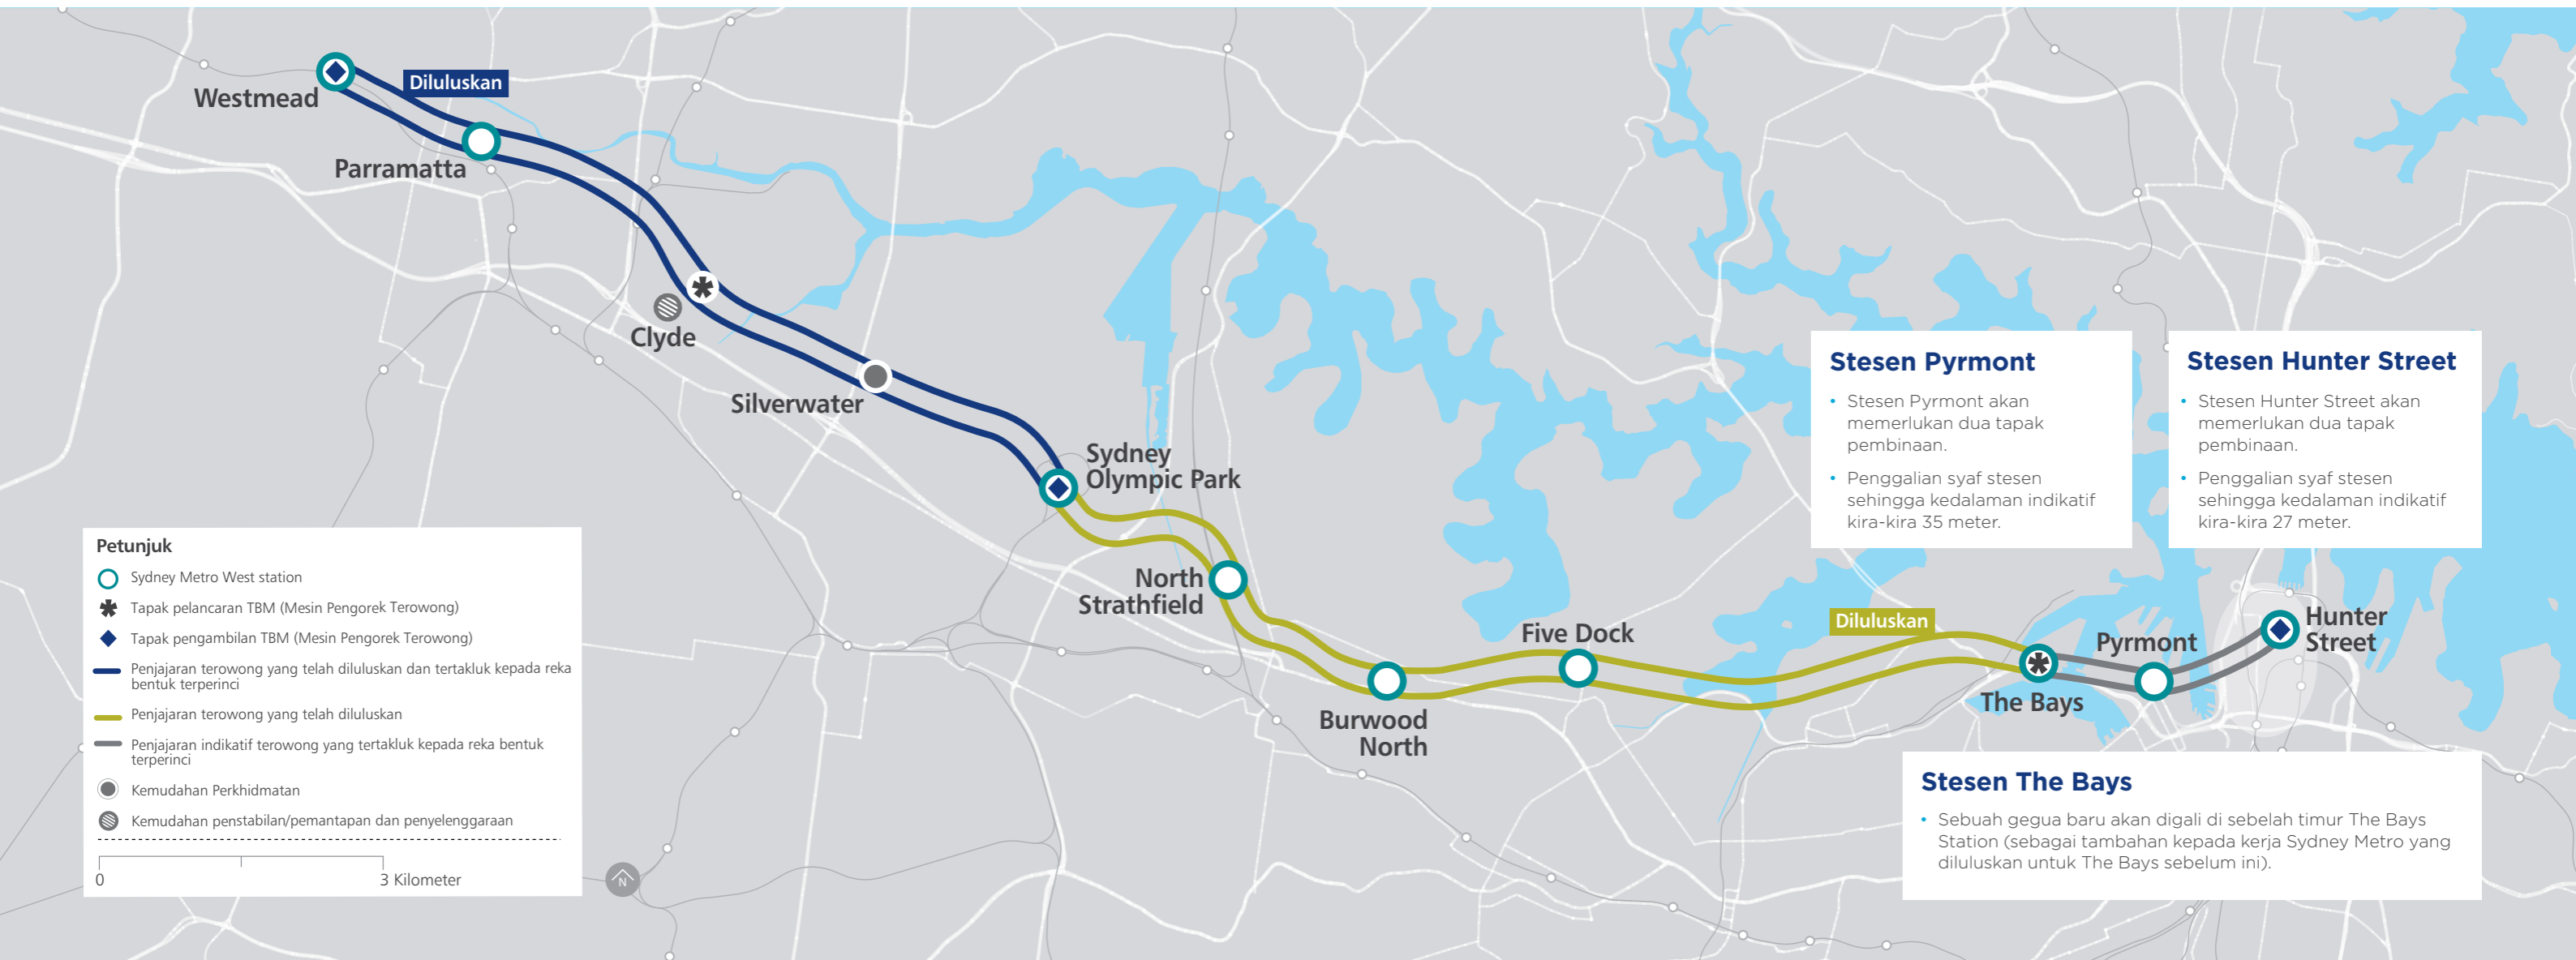 Westmead
Diluluskan
Parramatta
Clyde
Silverwater
Sydney
Olympic Park
North
Strathfield
Burwood
North
Five Dock
Diluluskan
The Bays
Pyrmont
Hunter
Street
Stesen Pyrmont
• Stesen Pyrmont akan
memerlukan dua tapak
pembinaan.
• Penggalian syaf stesen
sehingga kedalaman indikatif
kira-kira 35 meter.
Stesen Hunter Street
• Stesen Hunter Street akan
memerlukan dua tapak
pembinaan.
• Penggalian syaf stesen
sehingga kedalaman indikatif
kira-kira 27 meter.
Stesen The Bays
• Sebuah gegua baru akan digali di sebelah timur The Bays
Station (sebagai tambahan kepada kerja Sydney Metro yang
diluluskan untuk The Bays sebelum ini).
Petunjuk
Sydney Metro West station
Tapak pelancaran TBM (Mesin Pengorek Terowong)
Tapak pengambilan TBM (Mesin Pengorek Terowong)
Penjajaran terowong yang telah diluluskan dan tertakluk kepada reka
bentuk terperinci
Penjajaran terowong yang telah diluluskan
Penjajaran indikatif terowong yang tertakluk kepada reka bentuk
terperinci
Kemudahan Perkhidmatan
Kemudahan penstabilan/pemantapan dan penyelenggaraan
0
3 Kilometer
N